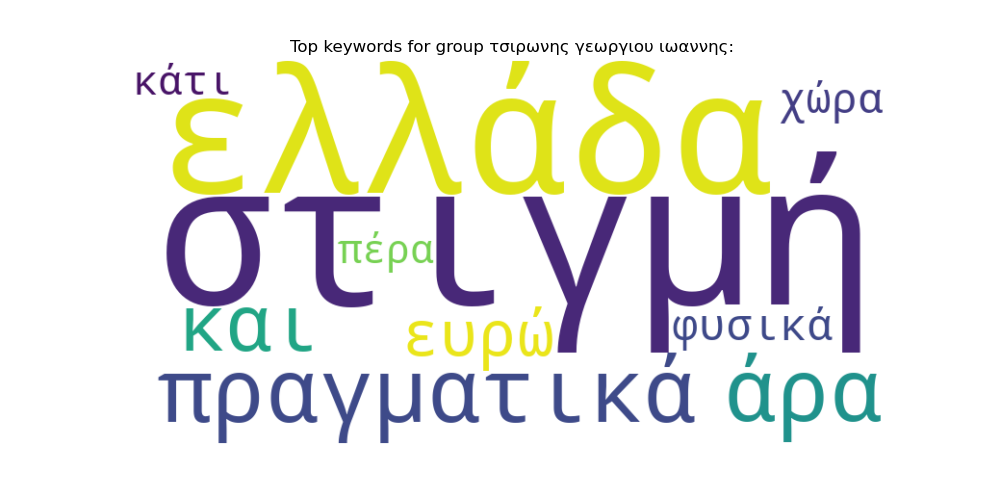 Top keywords for group τσιρωνης γεωργιου ιωαννης:
κάτι
ελλάδα
χώρα
στιγμή
πέρα
και
ευρώ
φυσικά
πραγματικά
άρα